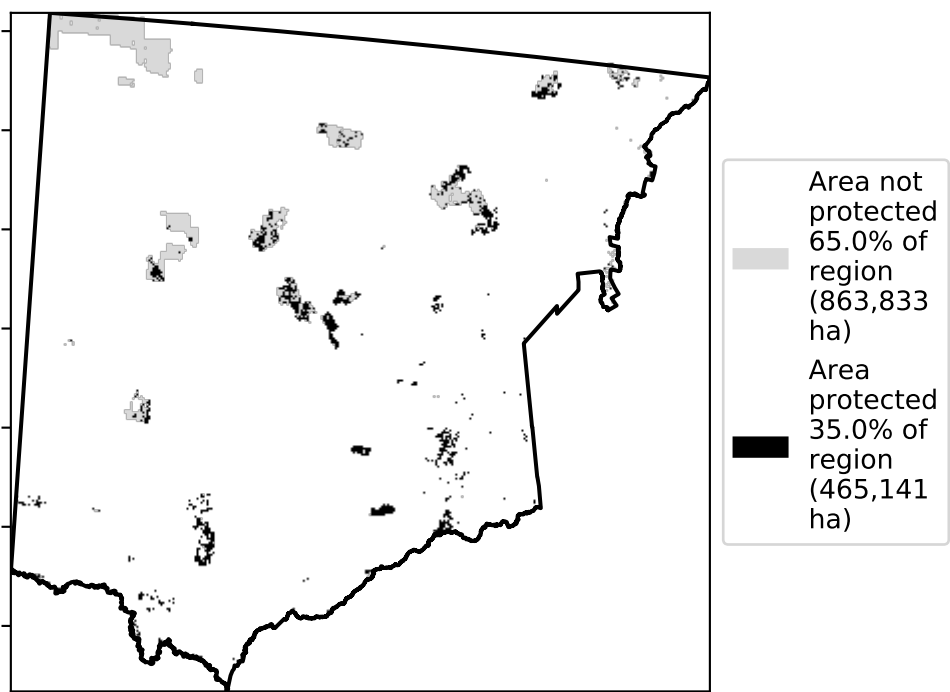 Area not
protected
65.0% of
region
(863,833
ha)
Area
protected
35.0% of
region
(465,141
ha)